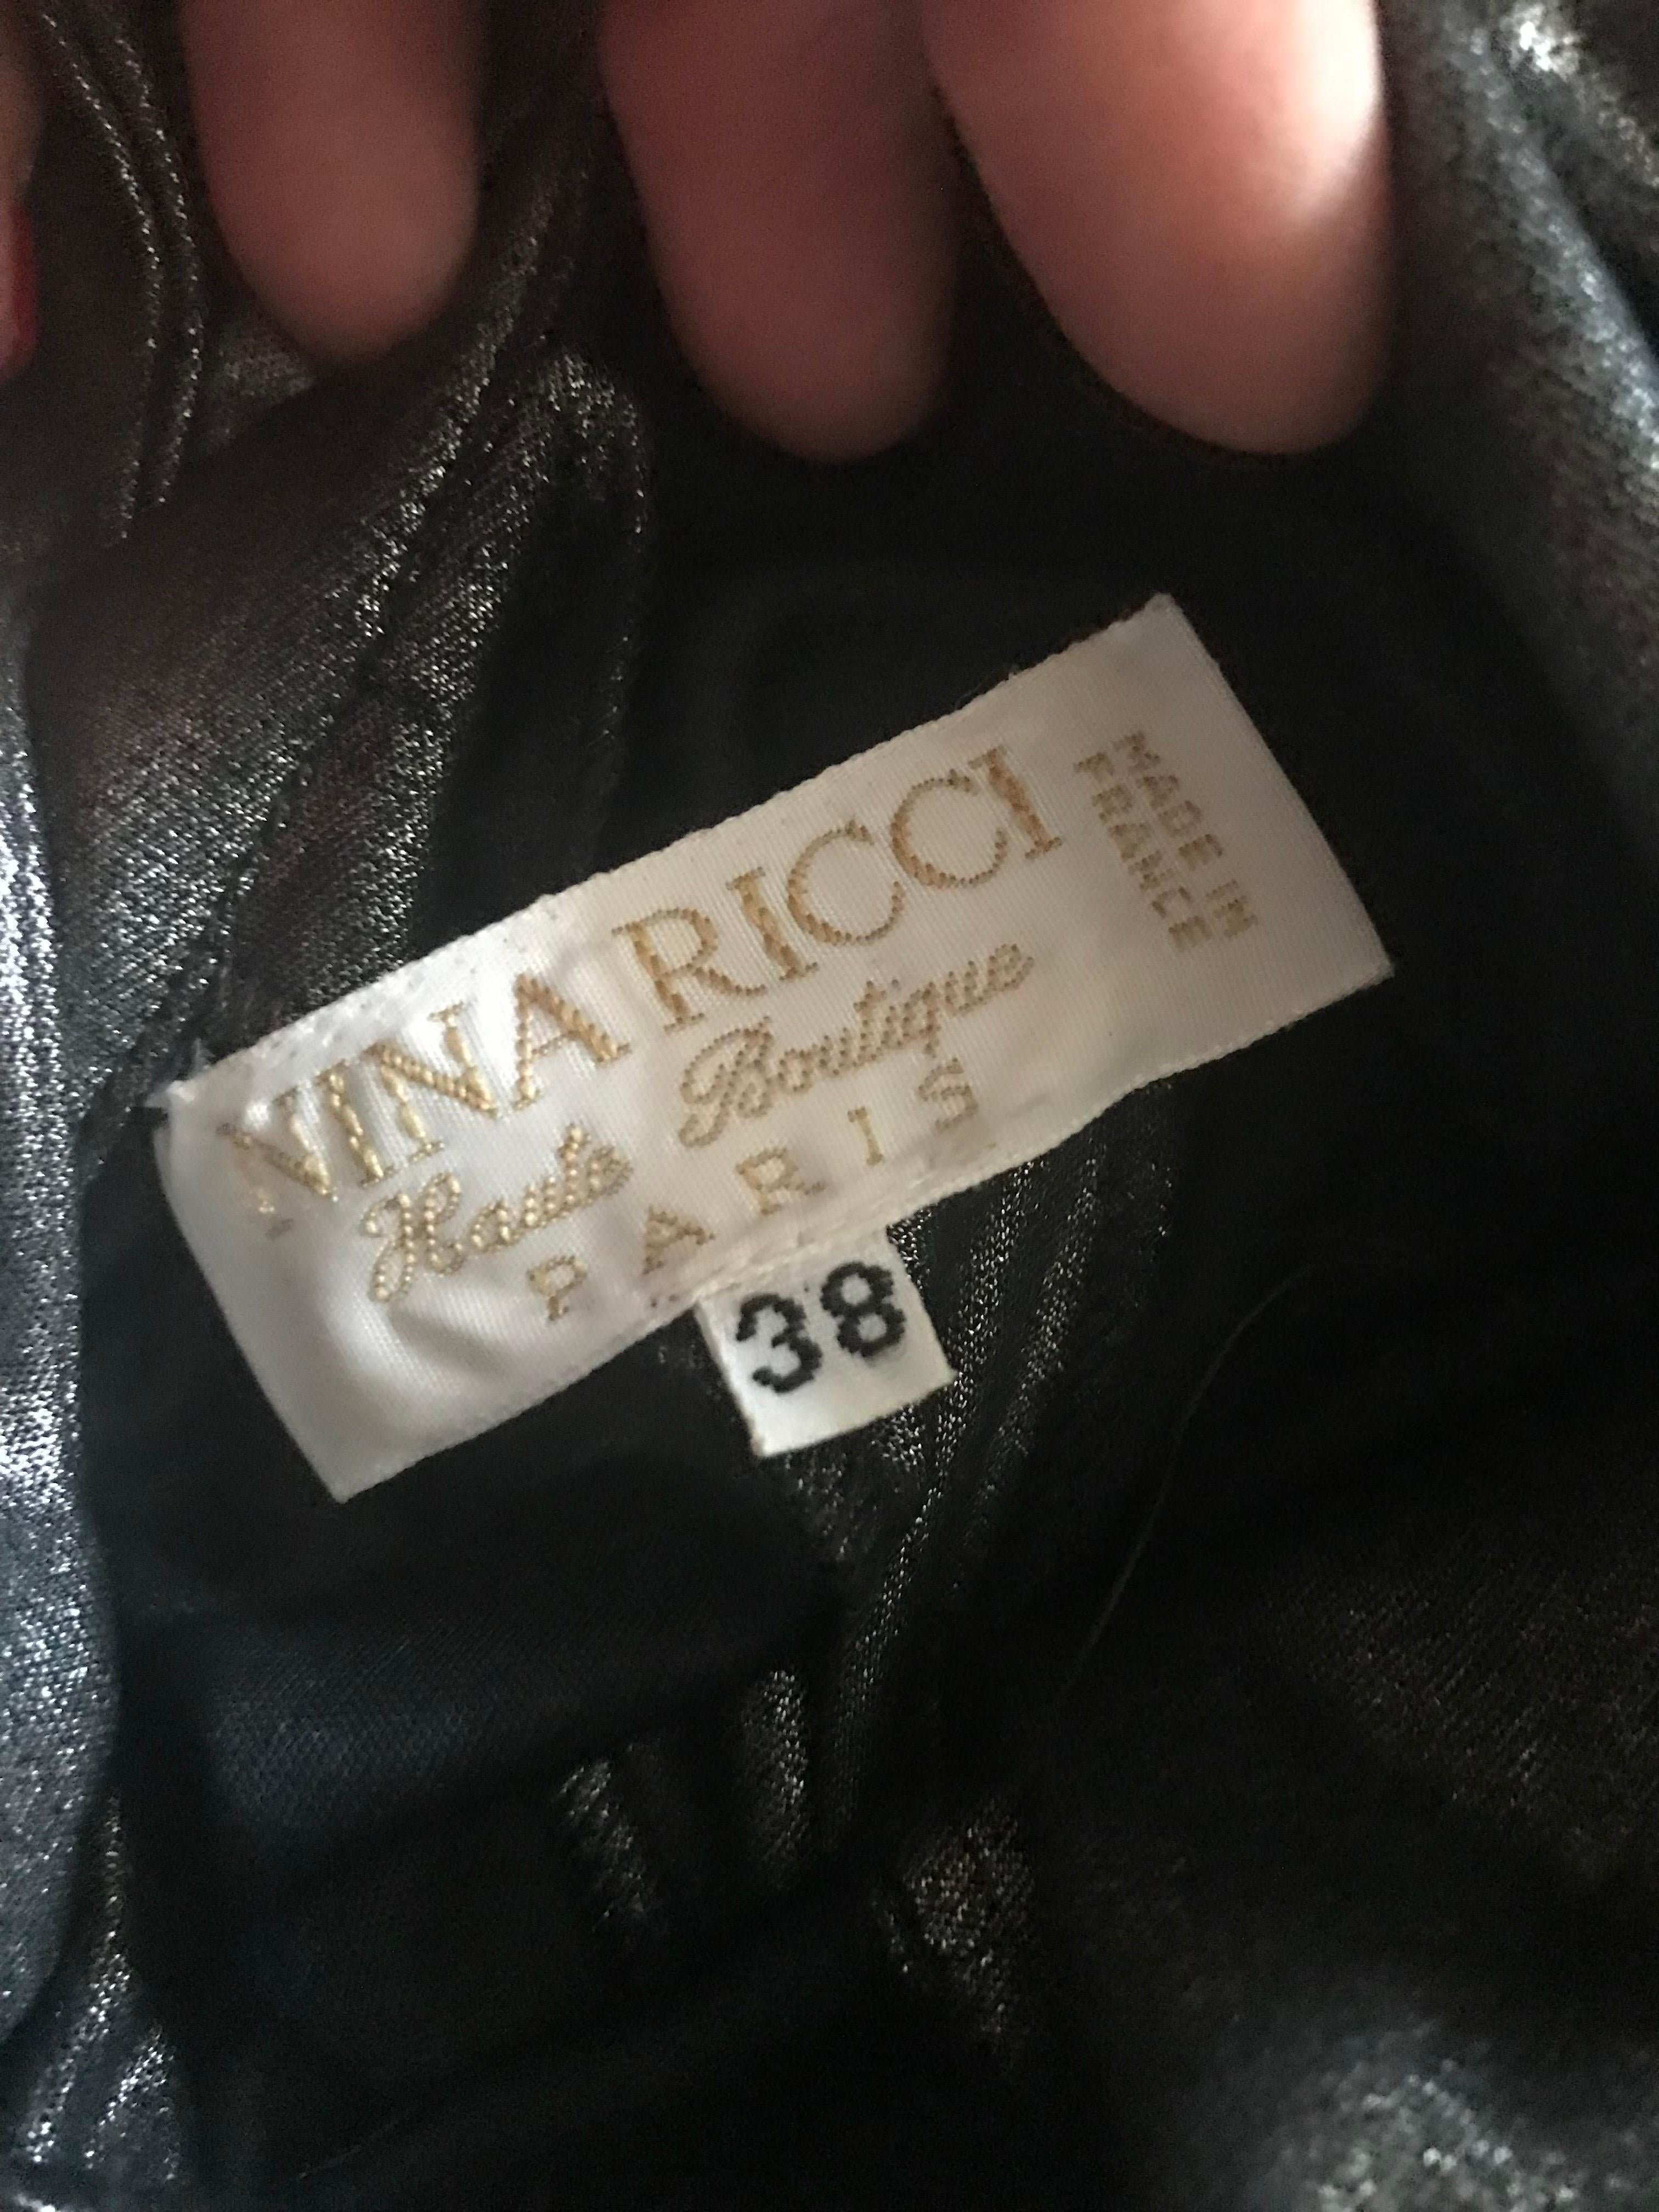 NINA RICCI
Haute Boutique
PARIS
MADE IN
FRANCE
38